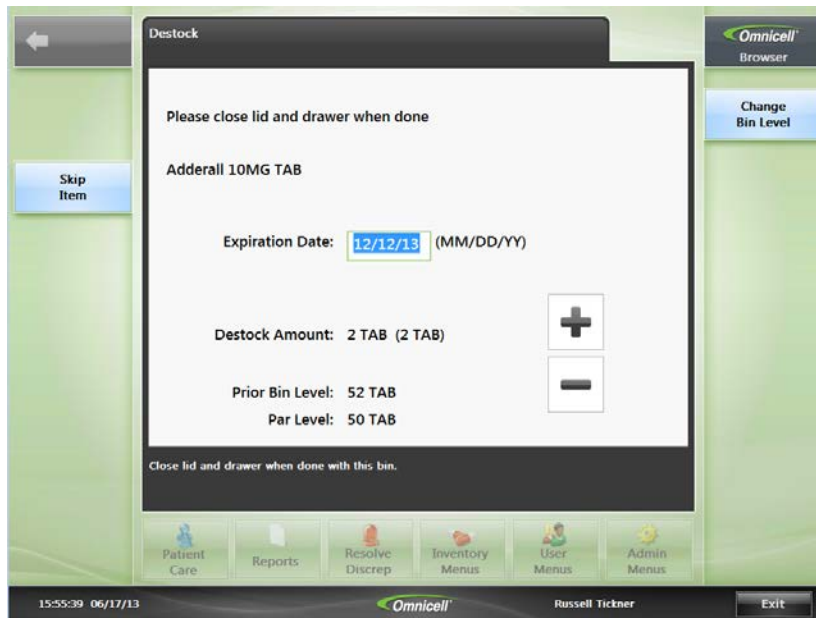 Destock
Omnicell
Browser
Please close lid and drawer when done
Change
Bin Level
Adderall 10MG TAB
Skip
Item
Expiration Date: 12/12/13 (MM/DD/YY)
Destock Amount: 2 TAB (2 TAB)
Prior Bin Level: 52 TAB
Par Level: 50 TAB
Close lid and drawer when done with this bin.
Patient
Care
Reports
Resolve
Discrep
Inventory
Menus
User
Menus
Admin
Menus
15:55:39 06/17/13
Omnicell
Russell Tickner
Exit